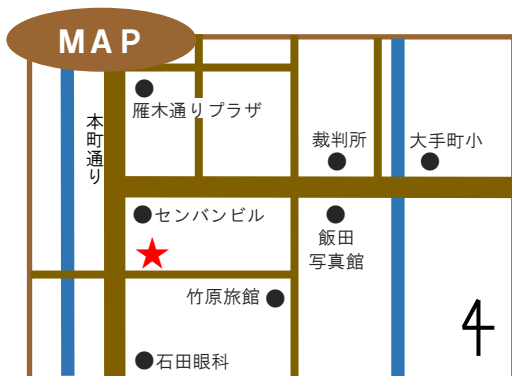 MAP
本町通り
雁木通りプラザ
裁判所
大手町小
センバンビル
飯田
写真館
竹原旅館
石田眼科